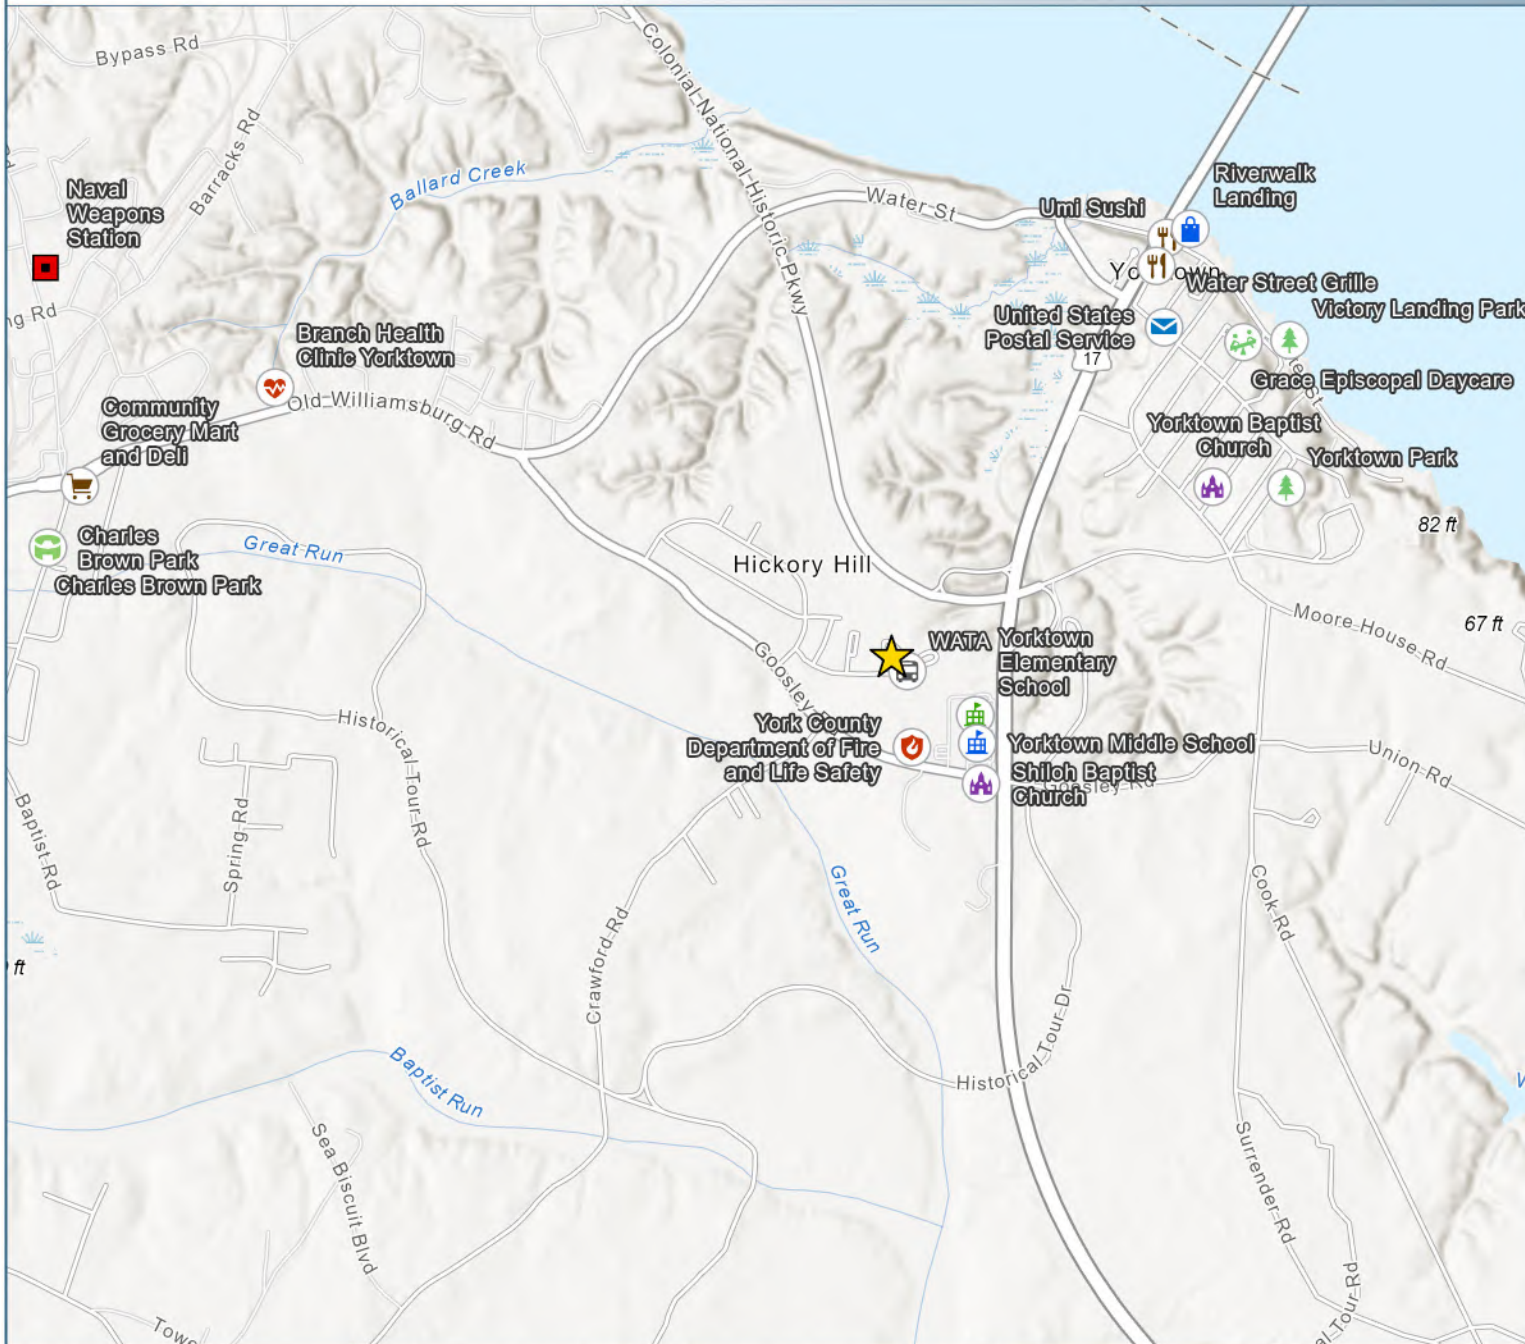 Bypass Rd
Colonial National Historic Pkwy
Barracks Rd
Ballard Creek
Naval
Weapons
Station
Water St
Umi Sushi
Riverwalk
Landing
Yorktown
Water Street Grille
Victory Landing Park
United States
Postal Service
17
Branch Health
Clinic Yorktown
Old Williamsburg Rd
Grace Episcopal Daycare
Community
Grocery Mart
and Deli
Yorktown Baptist
Church
Yorktown Park
82 ft
Charles
Brown Park
Charles Brown Park
Great Run
Hickory Hill
Moore House Rd
67 ft
WATA
Yorktown
Elementary
School
Goosley
York County
Department of Fire
and Life Safety
Yorktown Middle School
Shiloh Baptist
Church
Goosley Rd
Union Rd
Historical Tour Rd
Baptist Rd
Spring Rd
Great Run
Cook Rd
Crawford Rd
ft
Historical Tour Dr
Baptist Run
Sea Biscuit Blvd
Surrender Rd
Tour Rd